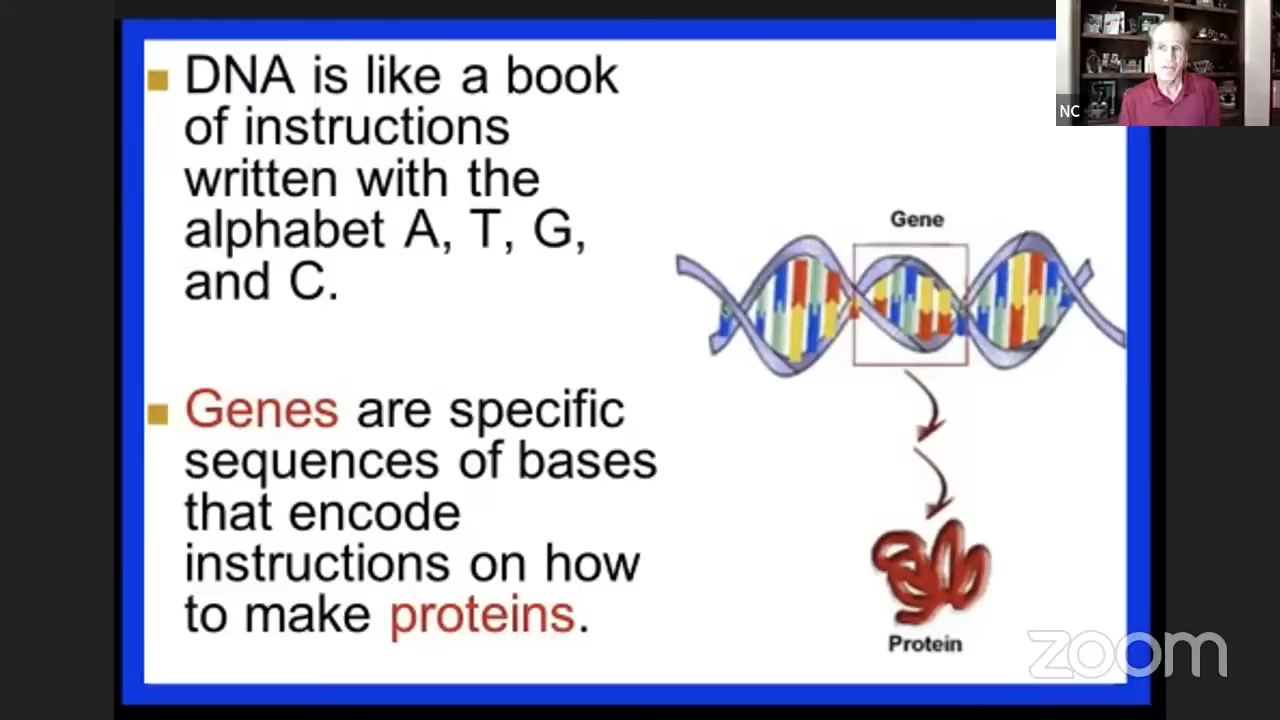 DNA is like a book
of instructions
written with the
alphabet A, T, G,
and C.
Genes are specific
sequences of bases
that encode
instructions on how
to make proteins.
Gene
Protein
NC
zoom